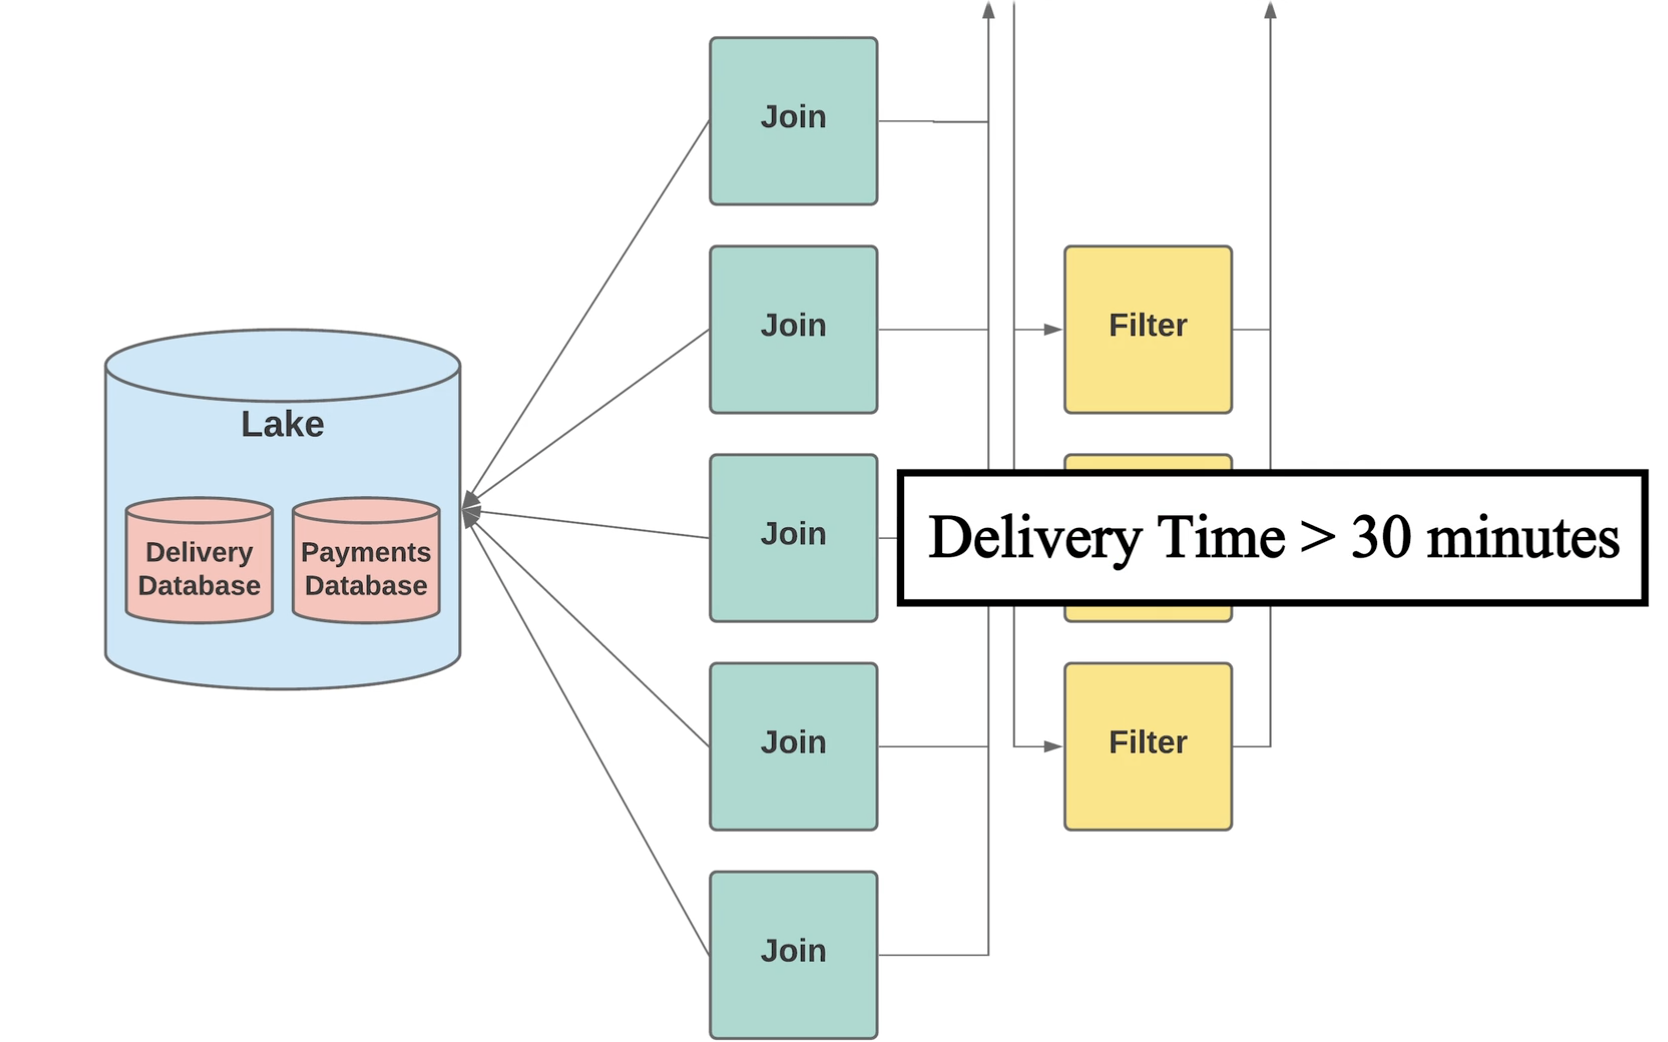 Join
Join
Filter
Lake
Delivery
Database
Payments
Database
Join
Delivery Time > 30 minutes
Join
Filter
Join